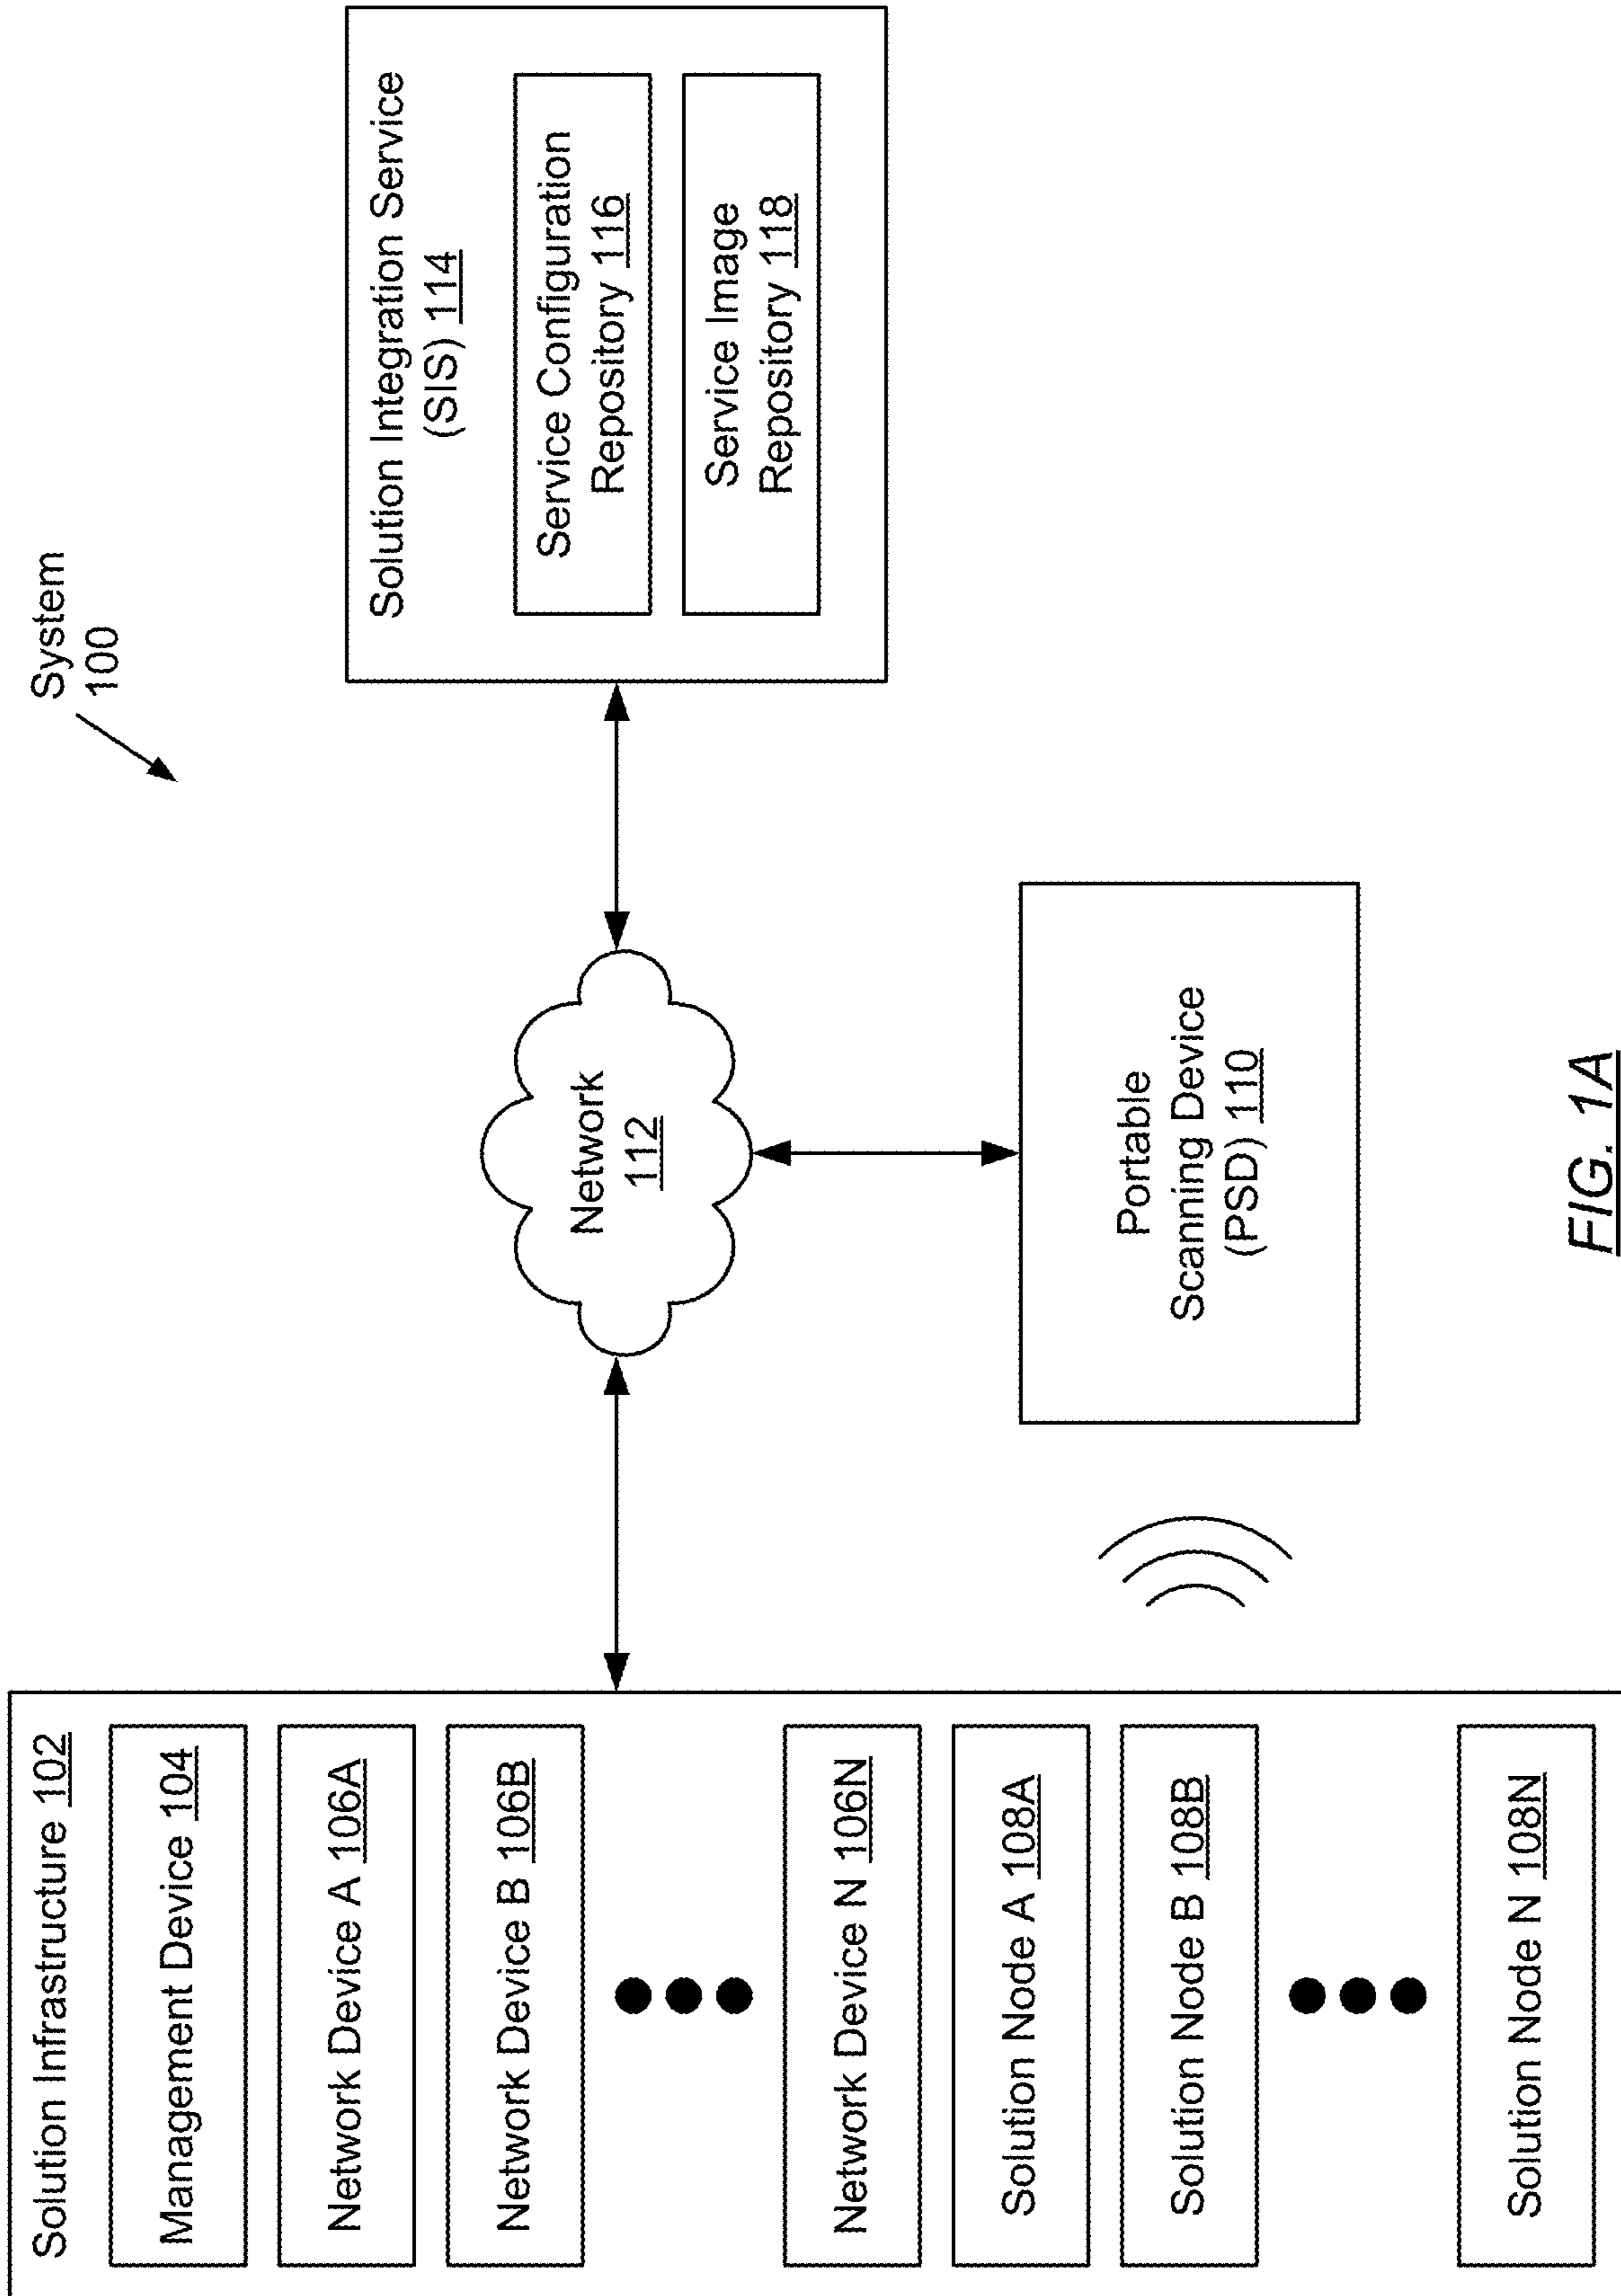 System
100
Solution Infrastructure 102
Management Device 104
Network Device A 106A
Network Device B 106B
Network Device N 106N
Solution Node A 108A
Solution Node B 108B
Solution Node N 108N
Network
112
Portable
Scanning Device
(PSD) 110
Solution Integration Service
(SIS) 114
Service Configuration
Repository 116
Service Image
Repository 118
FIG. 1A